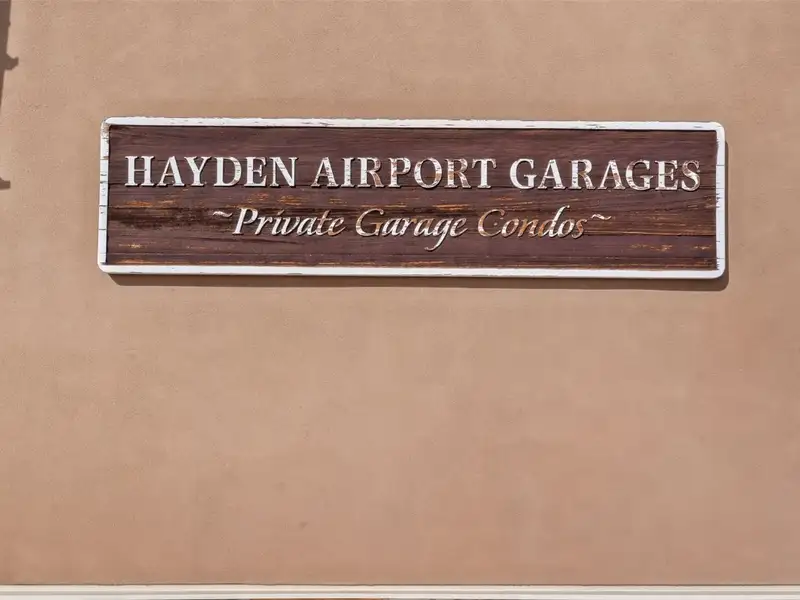 HAYDEN AIRPORT GARAGES
~Private Garage Condos~